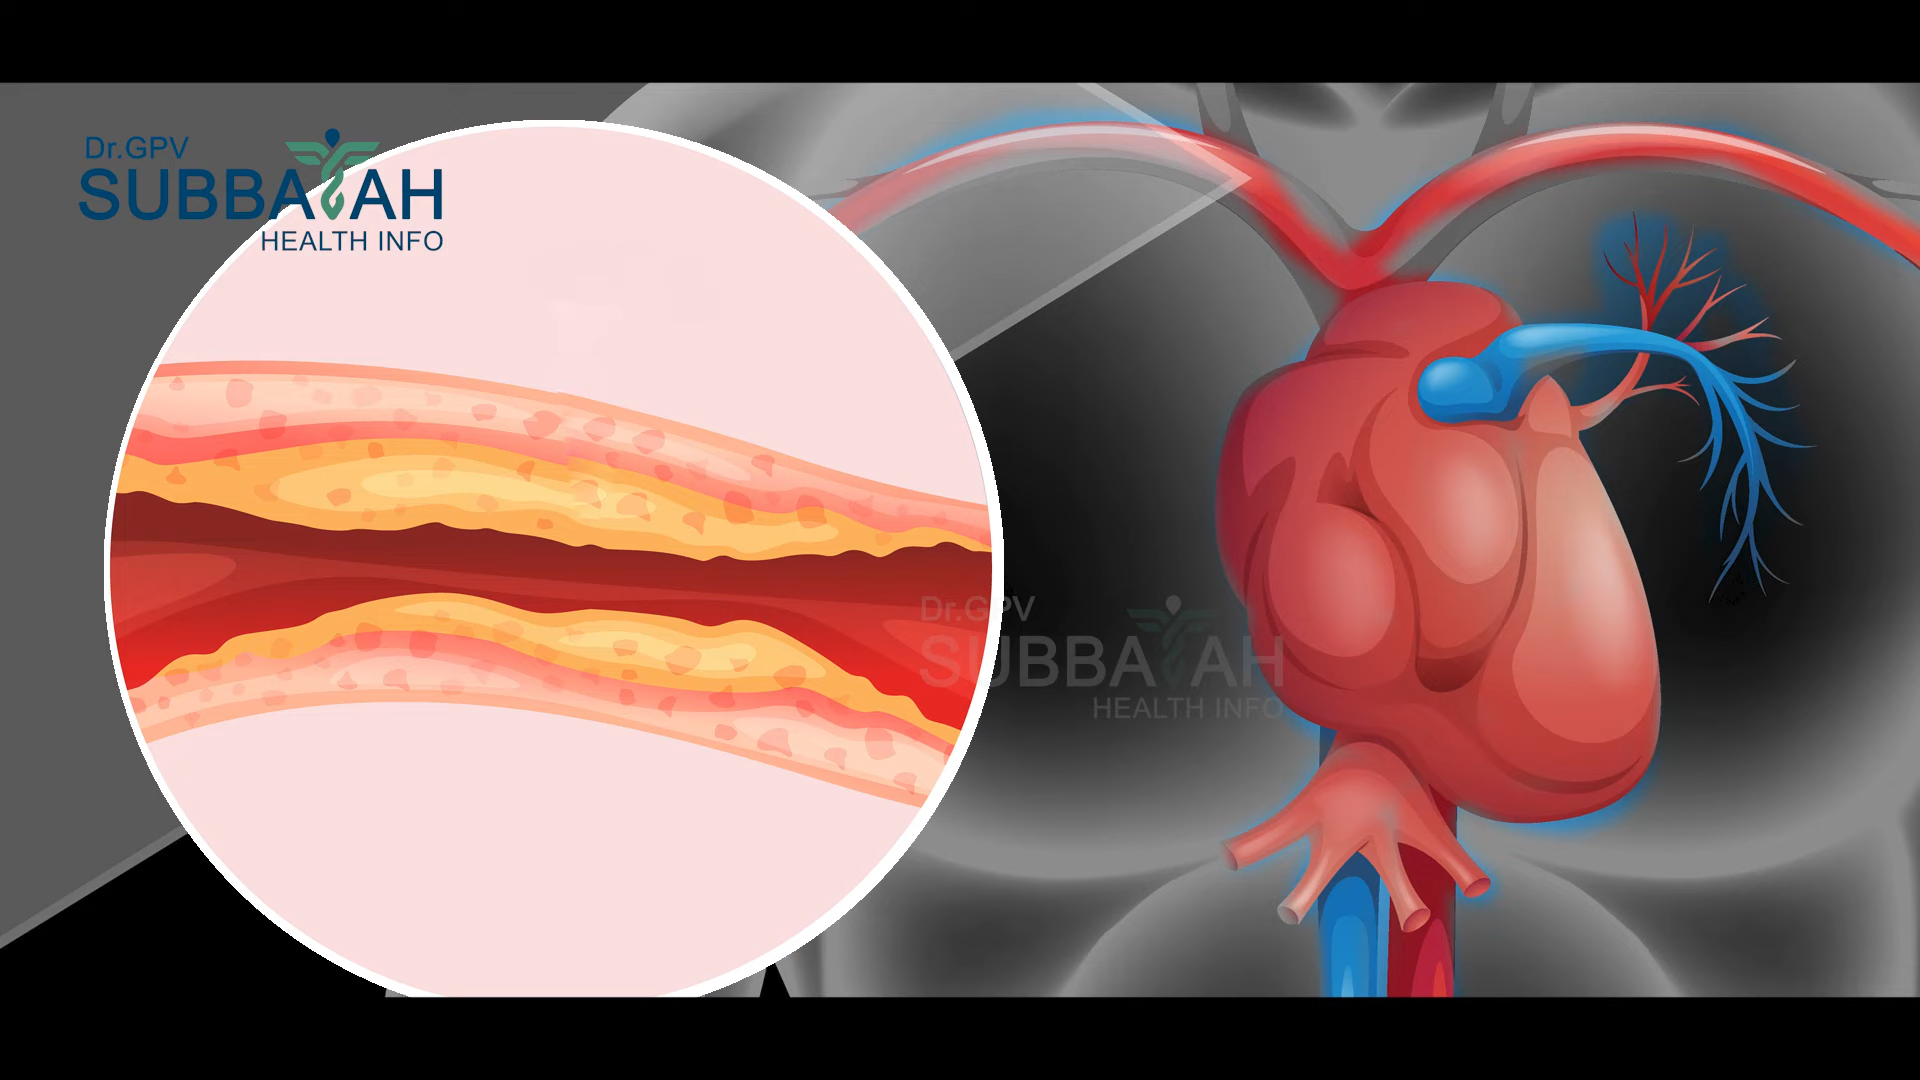 Dr.GPV
SUBBAIAH
HEALTH INFO
Dr.GPV
SUBBAIAH
HEALTH INFO